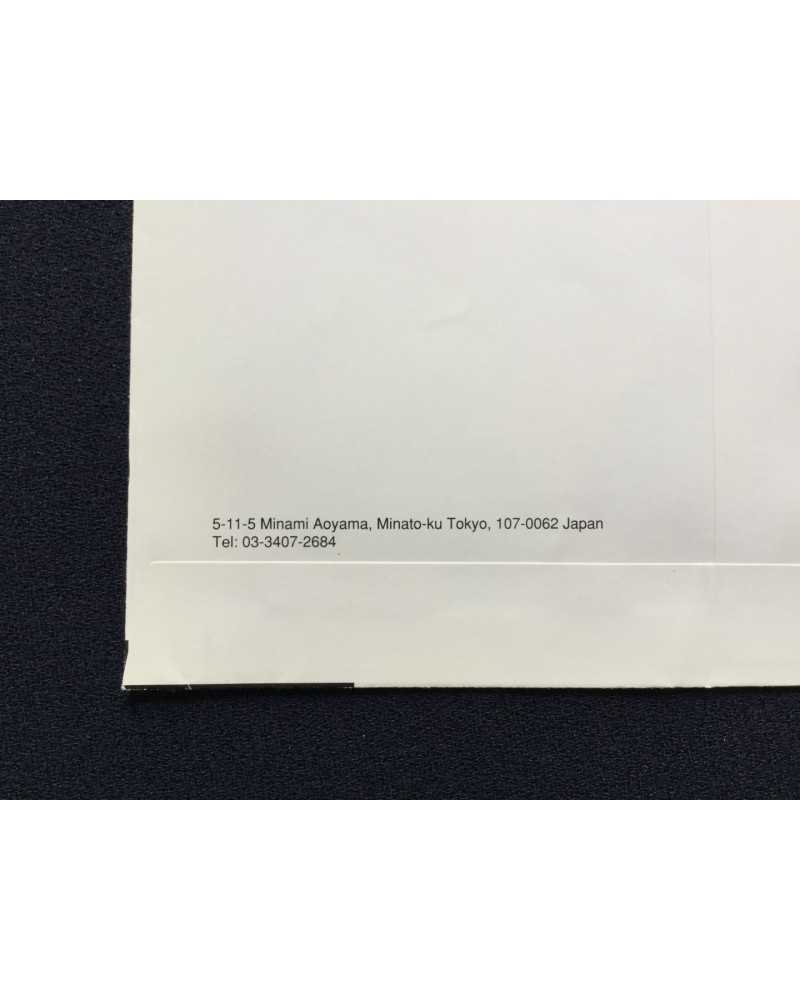 5-11-5 Minami Aoyama, Minato-ku Tokyo, 107-0062 Japan
Tel: 03-3407-2684